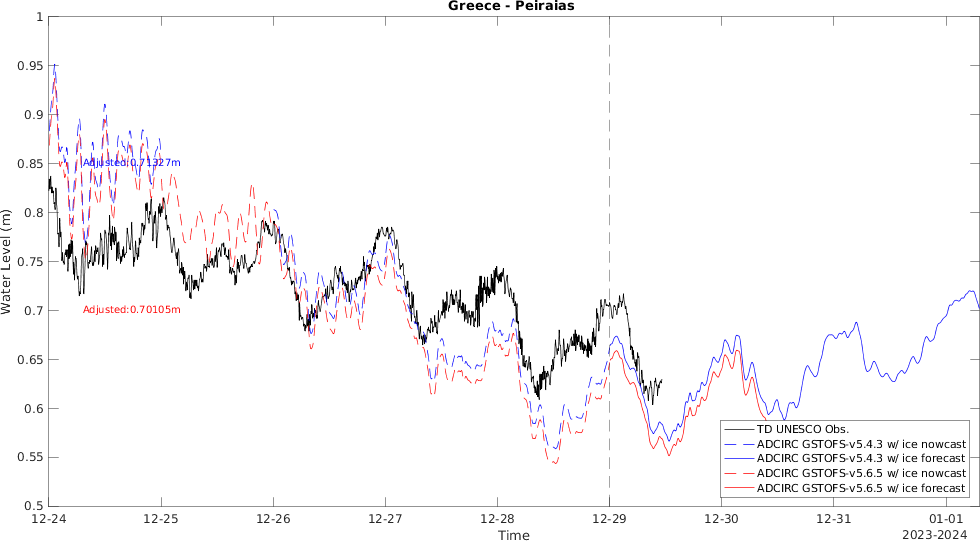 Greece - Peiraias
1
0.95
0.9
0.85
0.8
0.75
0.7
0.65
0.6
0.55
0.5
Water Level (m)
Adjusted:0.71327m
Adjusted:0.70105m
TD UNESCO Obs.
ADCIRC GSTOFS-v5.4.3 w/ ice nowcast
ADCIRC GSTOFS-v5.4.3 w/ ice forecast
ADCIRC GSTOFS-v5.6.5 w/ ice nowcast
ADCIRC GSTOFS-v5.6.5 w/ ice forecast
12-24 12-25 12-26 12-27 12-28 12-29 12-30 12-31 01-01
Time
2023-2024